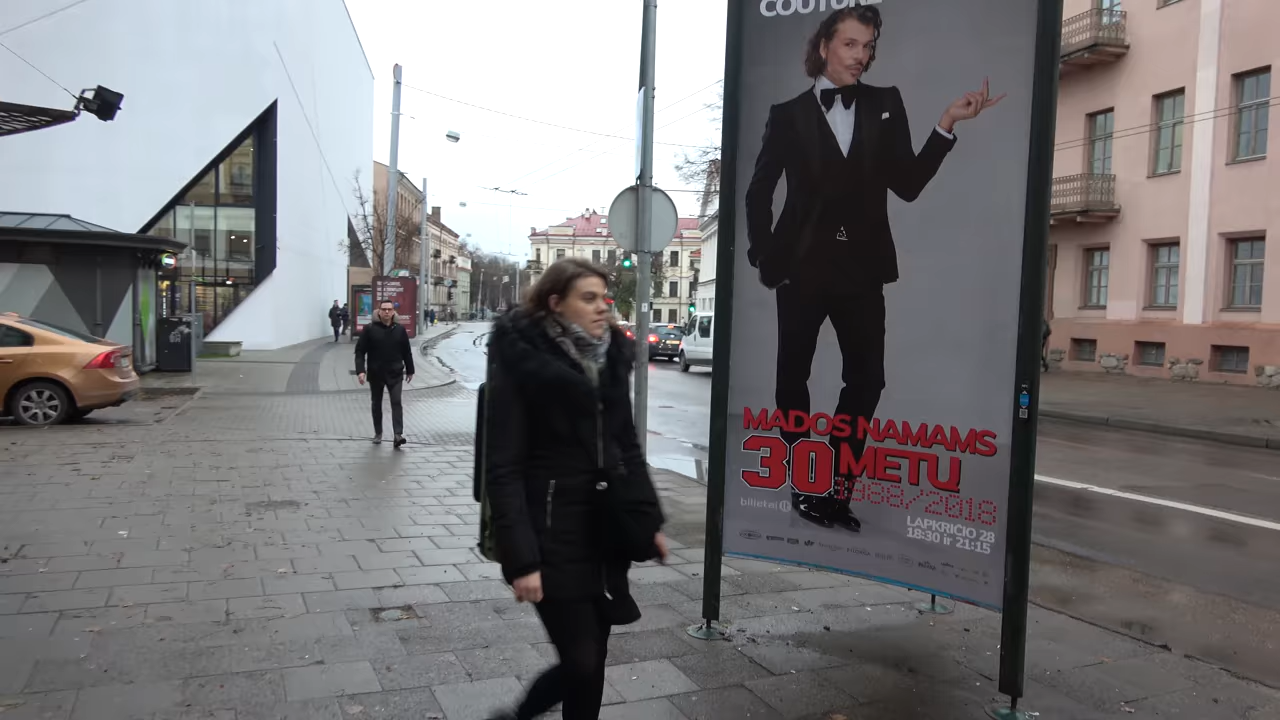 COUTURE
MADOS NAMAMS
30 METŲ
1988/2018
bilietai
LAPKRIČIO 28
18:30 ir 21:15